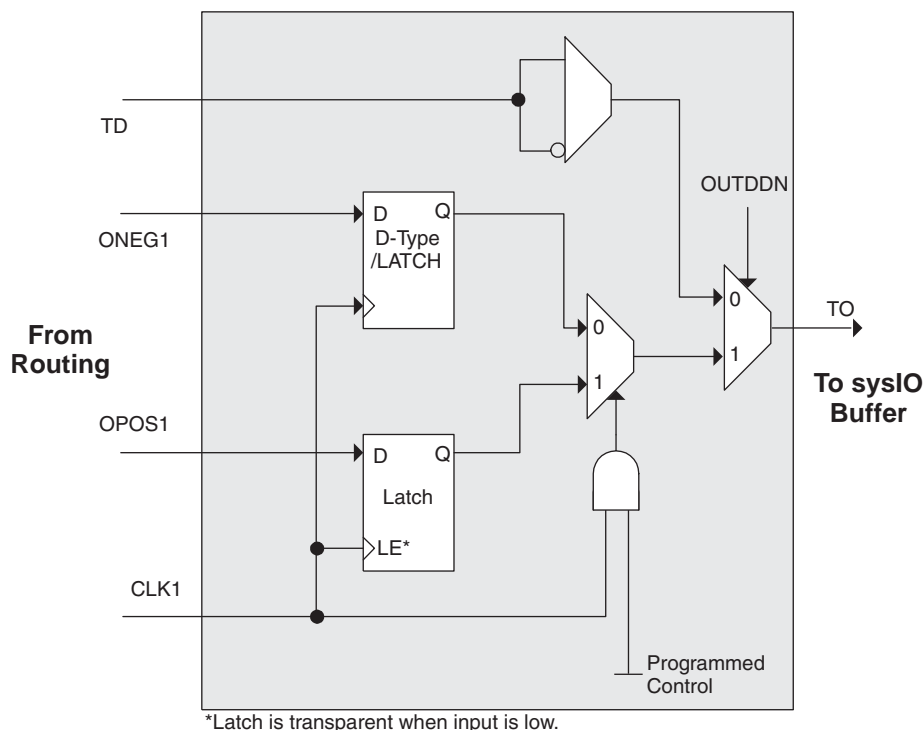 TD
OUTDDN
ONEG1
D Q
D-Type
/LATCH
0
TO
From
Routing
0
1
1
To sysIO
Buffer
OPOS1
D Q
Latch
LE*
CLK1
Programmed
Control
*Latch is transparent when input is low.